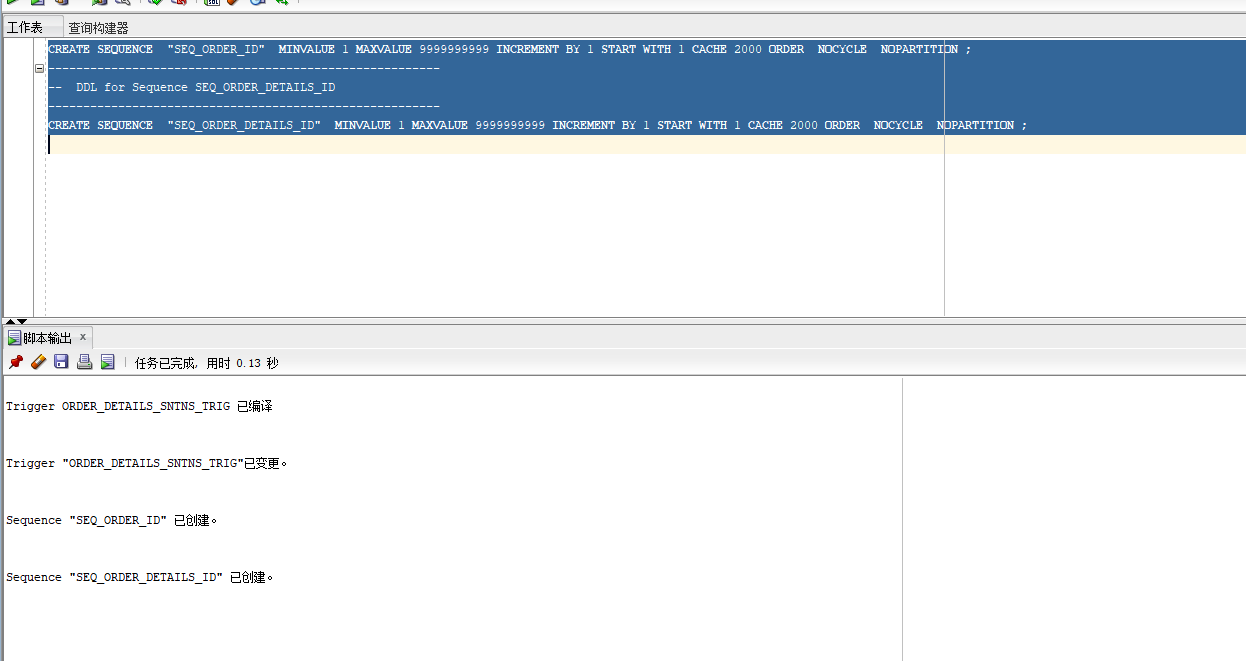 工作表 查询构建器
CREATE SEQUENCE  "SEQ_ORDER_ID"  MINVALUE 1 MAXVALUE 9999999999 INCREMENT BY 1 START WITH 1 CACHE 2000 ORDER  NOCYCLE  NOPARTITION ;
--------------------------------------------------------
--  DDL for Sequence SEQ_ORDER_DETAILS_ID
--------------------------------------------------------
CREATE SEQUENCE  "SEQ_ORDER_DETAILS_ID"  MINVALUE 1 MAXVALUE 9999999999 INCREMENT BY 1 START WITH 1 CACHE 2000 ORDER  NOCYCLE  NOPARTITION ;
脚本输出 x
任务已完成, 用时 0.13 秒
Trigger ORDER_DETAILS_SNTNS_TRIG 已编译
Trigger "ORDER_DETAILS_SNTNS_TRIG"已变更。
Sequence "SEQ_ORDER_ID" 已创建。
Sequence "SEQ_ORDER_DETAILS_ID" 已创建。